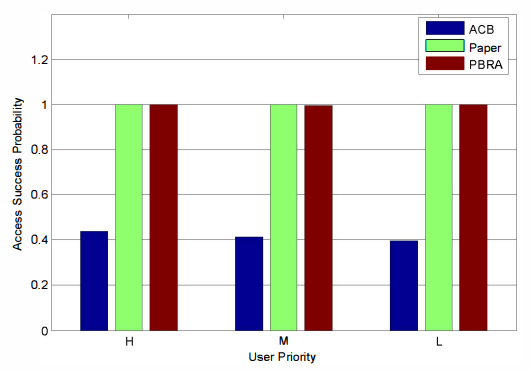 ACB
Paper
PBRA
Access Success Probability
1.2
1
0.8
0.6
0.4
0.2
0
H
M
L
User Priority